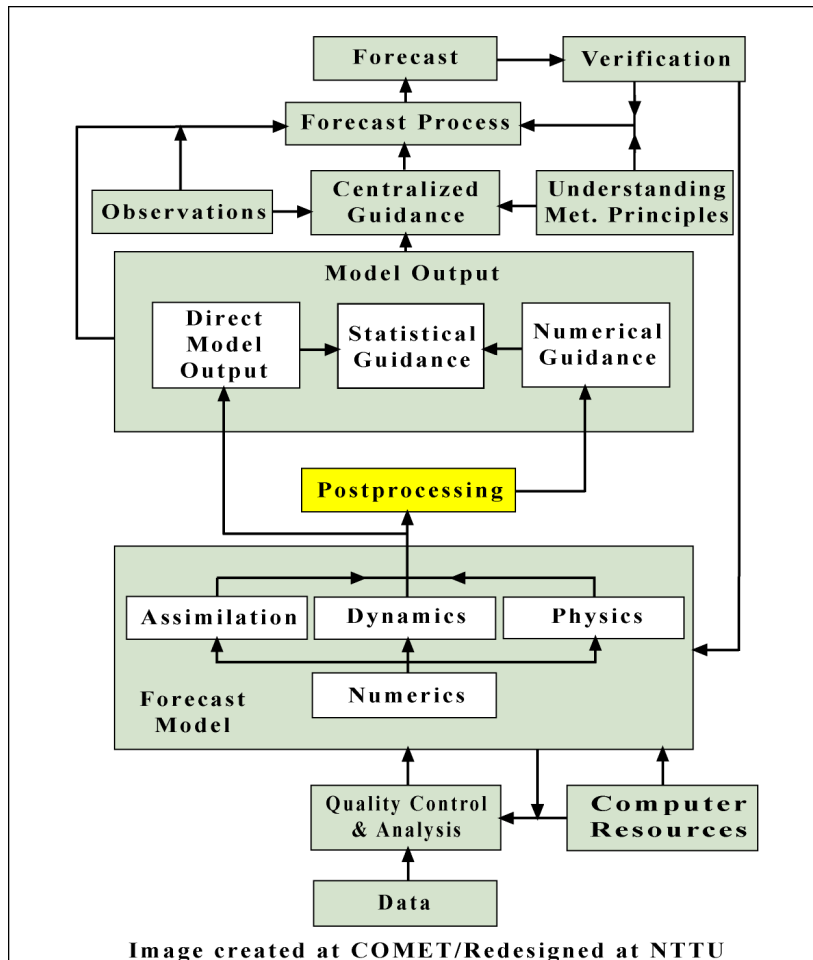 Forecast
Verification
Forecast Process
Observations
Centralized
Guidance
Understanding
Met. Principles
Model Output
Direct
Model
Output
Statistical
Guidance
Numerical
Guidance
Postprocessing
Assimilation
Dynamics
Physics
Numerics
Forecast
Model
Quality Control
& Analysis
Computer
Resources
Data
Image created at COMET/Redesigned at NTTU